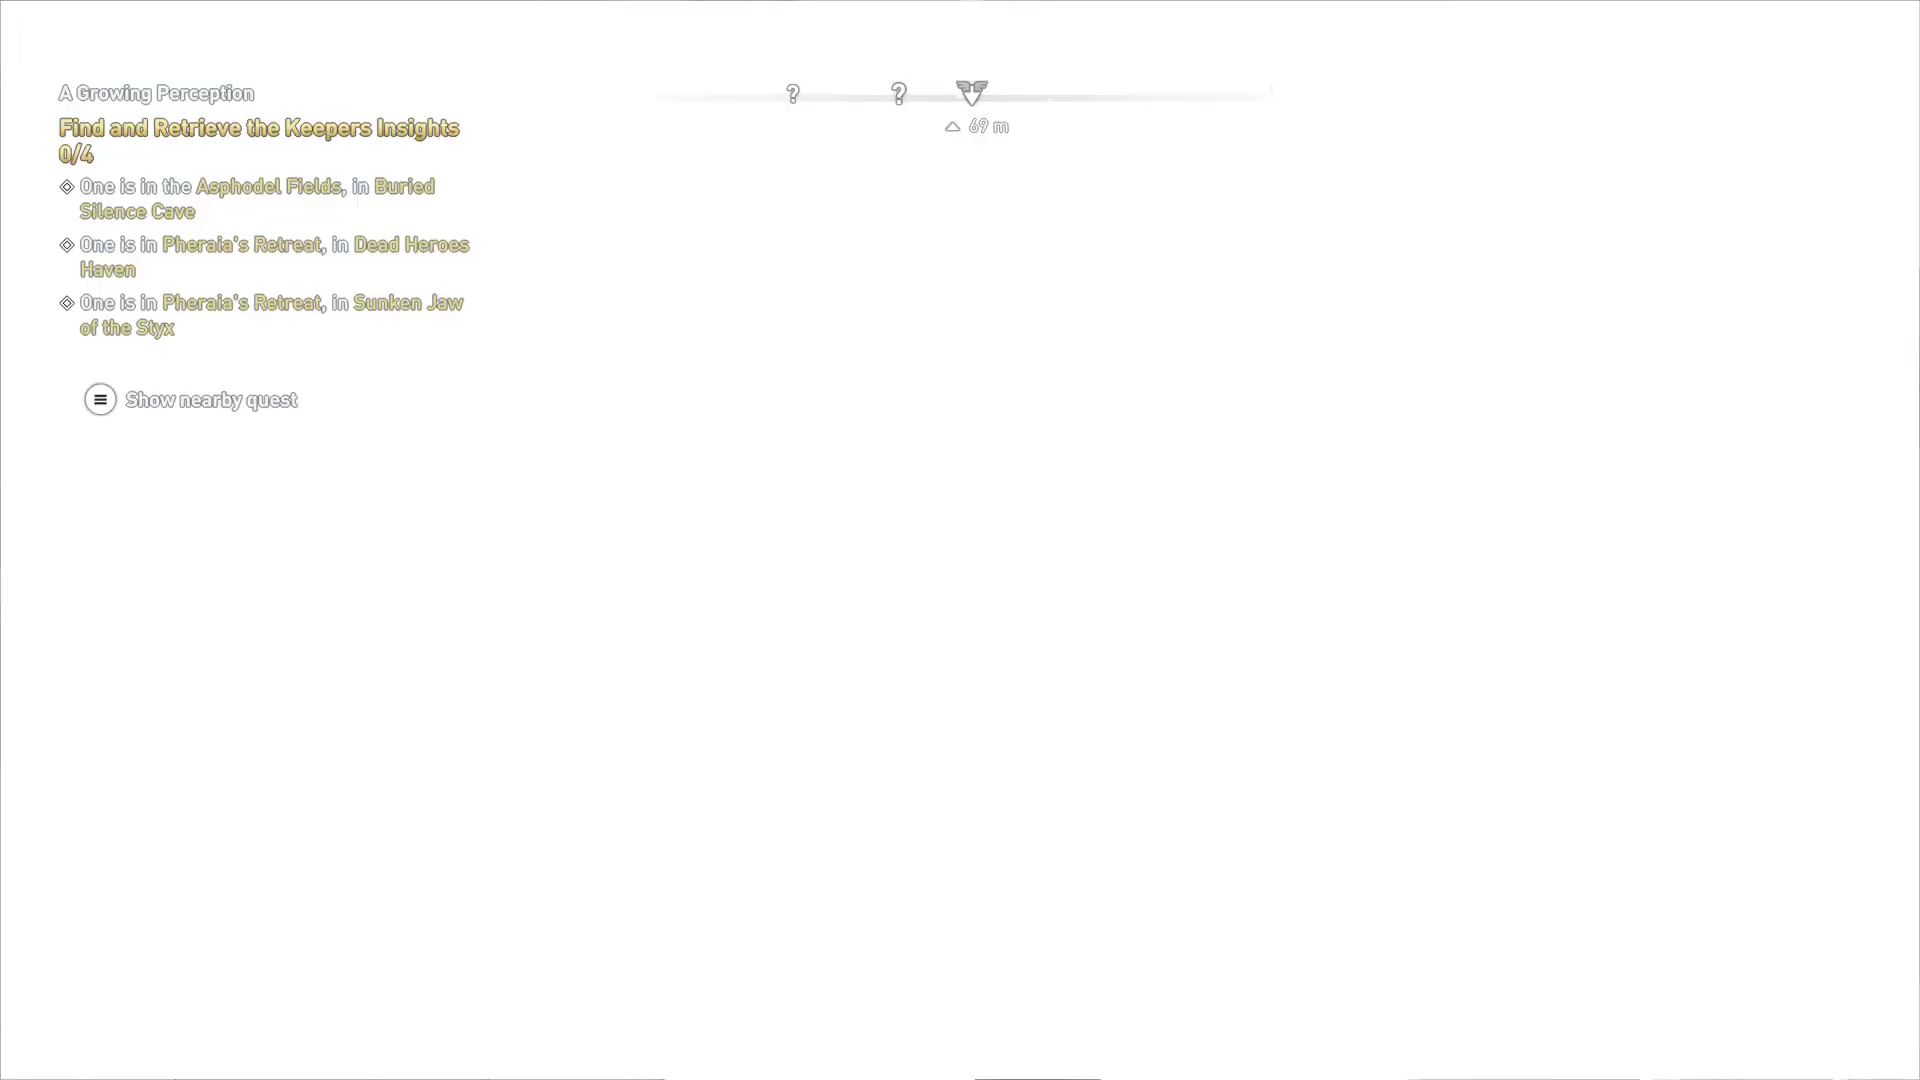 A Growing Perception
Find and Retrieve the Keepers Insights
0/4
One is in the Asphodel Fields, in Buried
Silence Cave
One is in Pheraia's Retreat, in Dead Heroes
Haven
One is in Pheraia's Retreat, in Sunken Jaw
of the Styx
Show nearby quest
? ?
69 m